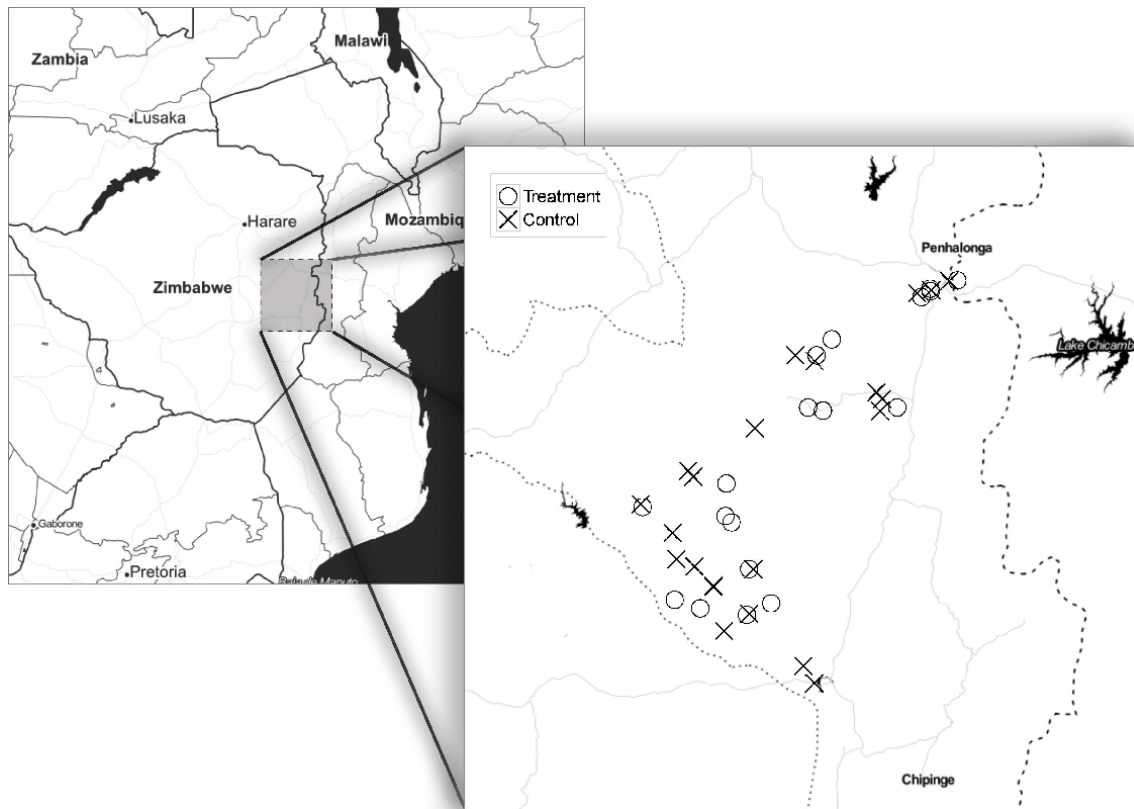 Zambia
Malawi
Lusaka
Harare
Mozambiq
Zimbabwe
Gaborone
Pretoria
Treatment
Control
Penhalonga
Lake Chicamb
Chipinge